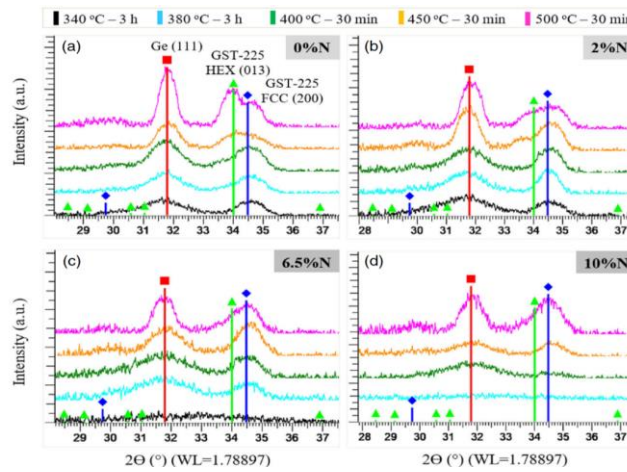 340 °C – 3 h 380 °C – 3 h 400 °C – 30 min 450 °C – 30 min 500 °C – 30 min
(a) Ge (111) GST-225 HEX (013) GST-225 FCC (200) 0%N
(b) 2%N
Intensity (a.u.)
29 30 31 32 33 34 35 36 37
28 29 30 31 32 33 34 35 36 37
(c) 6.5%N
(d) 10%N
Intensity (a.u.)
29 30 31 32 33 34 35 36 37
28 29 30 31 32 33 34 35 36 37
2Θ (°) (WL=1.78897) 2Θ (°) (WL=1.78897)